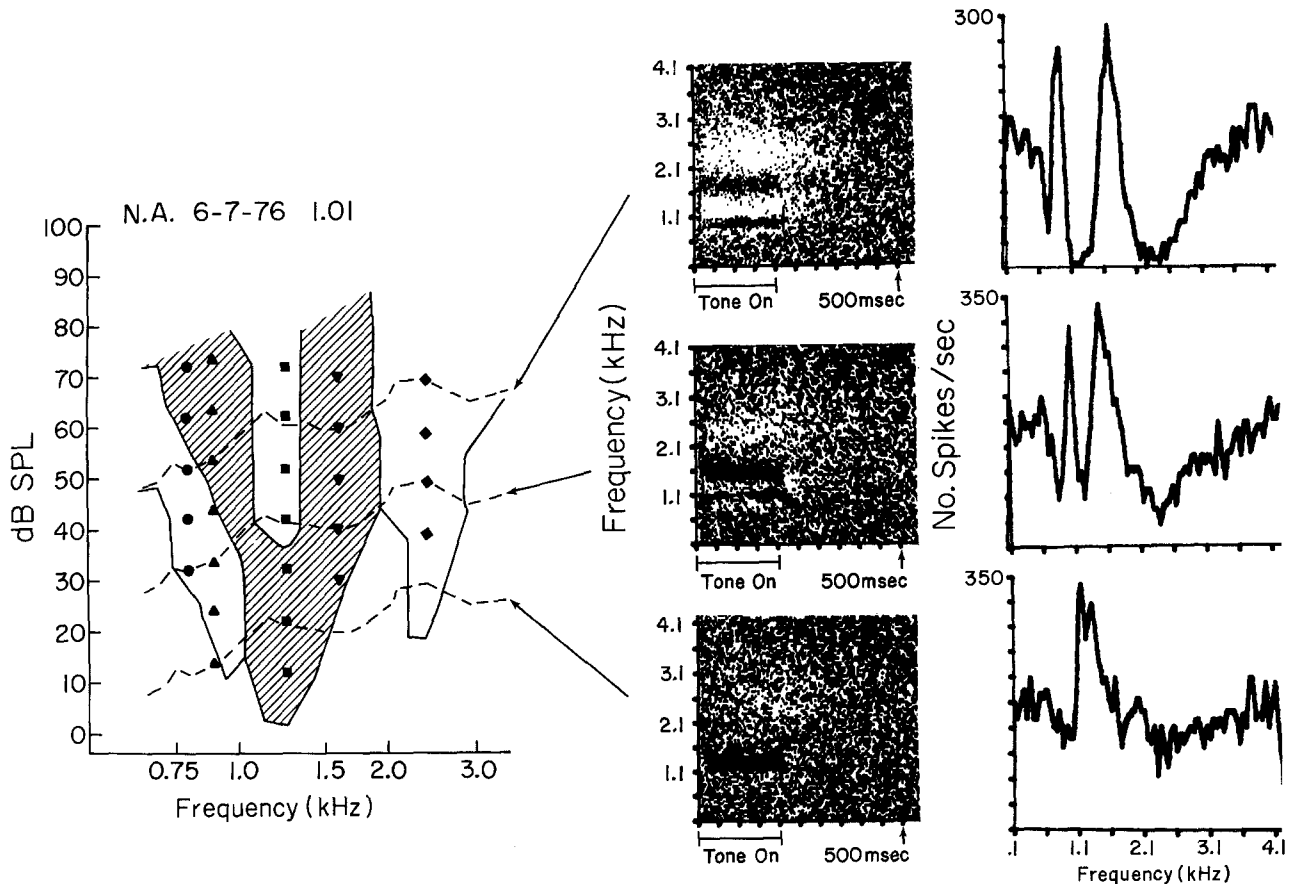 N.A. 6-7-76 1.01
dB SPL
100
90
80
70
60
50
40
30
20
10
0
0.75 1.0 1.5 2.0 3.0
Frequency (kHz)
Frequency (kHz)
4.1
3.1
2.1
1.1
Tone On 500msec
4.1
3.1
2.1
1.1
Tone On 500msec
4.1
3.1
2.1
1.1
Tone On 500msec
No. Spikes/sec
300
350
350
.1 1.1 2.1 3.1 4.1
Frequency (kHz)